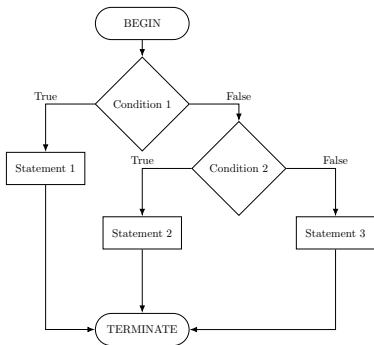 BEGIN
Condition 1
True
False
Statement 1
Condition 2
True
False
Statement 2
Statement 3
TERMINATE